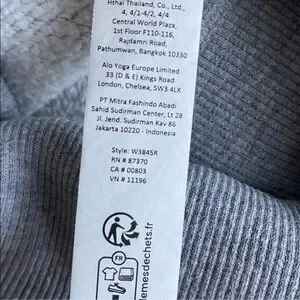 Hthai Thailand, Co., Ltd.,
4, 4/1-4/2, 4/4
Central World Plaza,
1st Floor F110-116,
Rajdamri Road,
Pathumwan, Bangkok 10330
Alo Yoga Europe Limited
33 (D & E) Kings Road
London, Chelsea, SW3 4LX
PT Mitra Fashindo Abadi
Sahid Sudirman Center, Lt 28
Jl. Jend. Sudirman Kav 86
Jakarta 10220 - Indonesia
Style: W3845R
RN # 87370
CA # 00803
VN # 11196
FR
emesdechets.fr